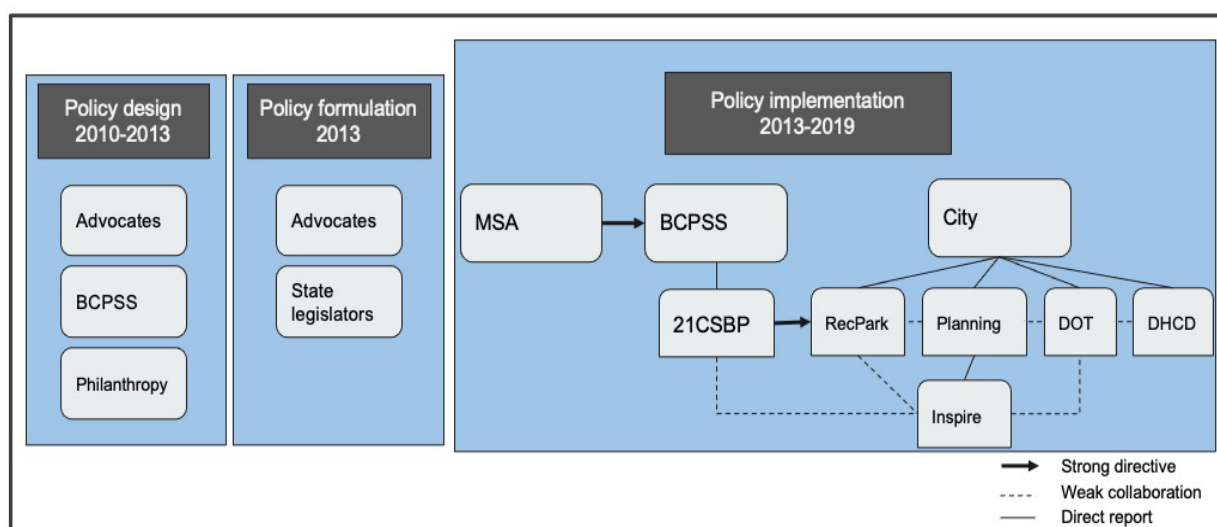 Policy design
2010-2013
Advocates
BCPSS
Philanthropy
Policy formulation
2013
Advocates
State
legislators
Policy implementation
2013-2019
MSA
BCPSS
City
21CSBP
RecPark
Planning
DOT
DHCD
Inspire
Strong directive
Weak collaboration
Direct report